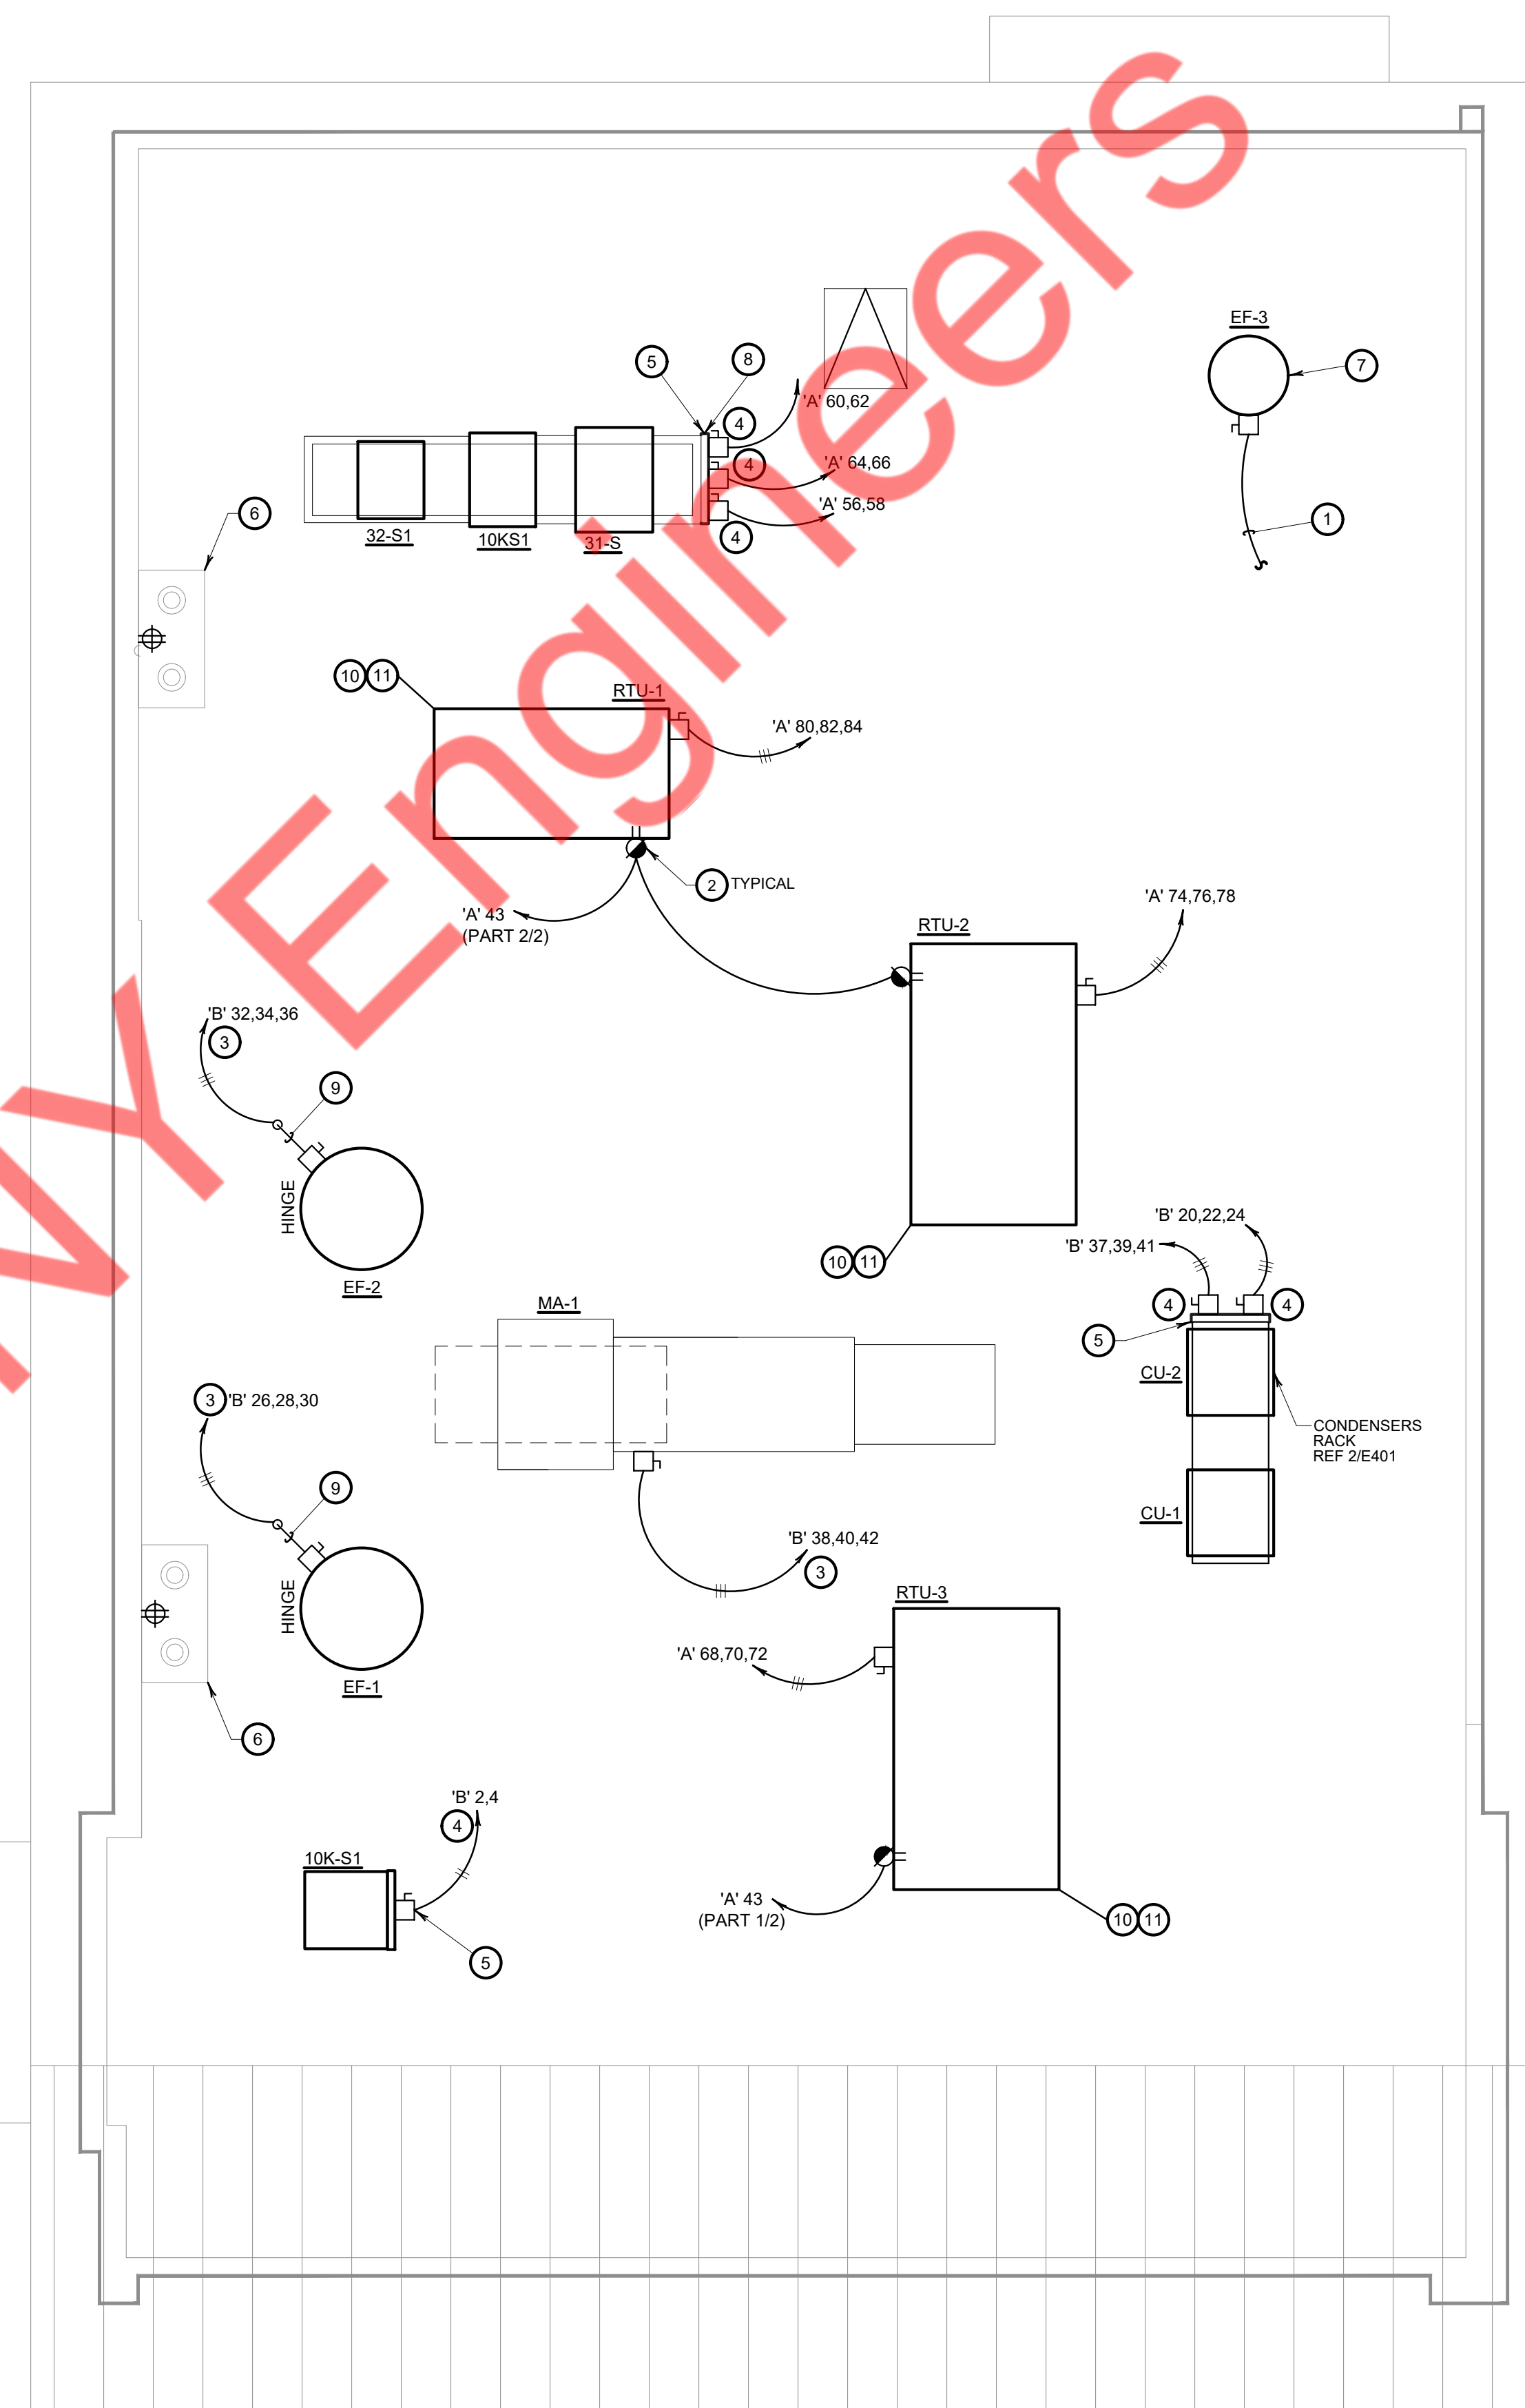 EF-3
7
5
8
4
'A' 60,62
4
'A' 64,66
'A' 56,58
4
32-S1
10KS1
31-S
6
1
10 11
RTU-1
'A' 80,82,84
2 TYPICAL
'A' 43
(PART 2/2)
'A' 74,76,78
RTU-2
'B' 32,34,36
3
9
HINGE
EF-2
10 11
'B' 20,22,24
'B' 37,39,41
4
4
5
MA-1
CU-2
CONDENSERS
RACK
REF 2/E401
CU-1
3 'B' 26,28,30
9
HINGE
EF-1
'B' 38,40,42
3
RTU-3
'A' 68,70,72
6
'B' 2,4
4
10K-S1
5
'A' 43
(PART 1/2)
10 11
Y Engineers